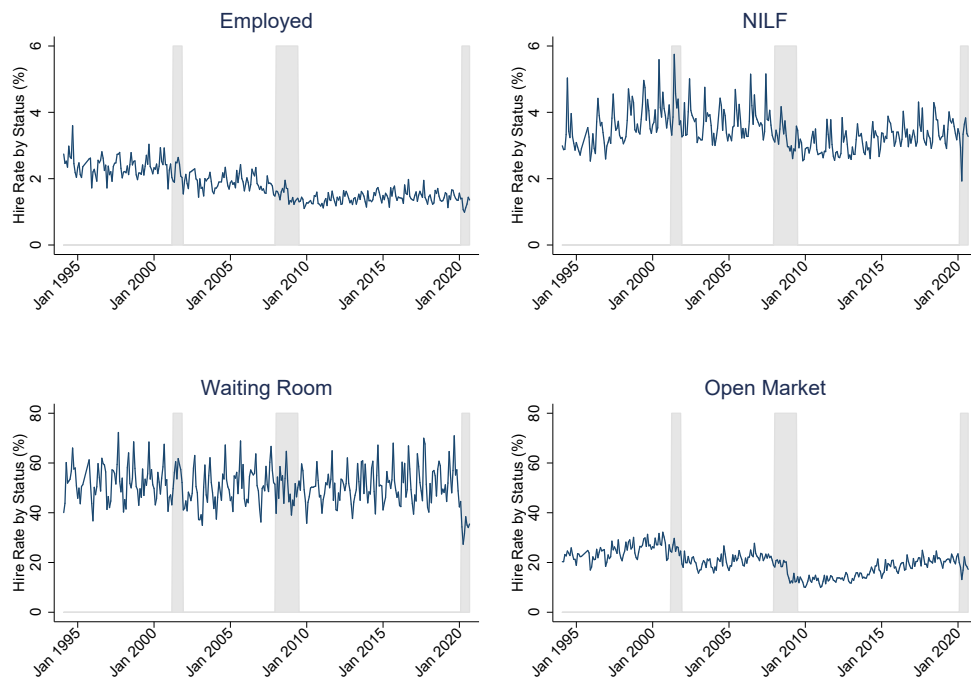 Employed
Hire Rate by Status (%)
6
4
2
0
Jan 1995
Jan 2000
Jan 2005
Jan 2010
Jan 2015
Jan 2020
NILF
Hire Rate by Status (%)
6
4
2
0
Jan 1995
Jan 2000
Jan 2005
Jan 2010
Jan 2015
Jan 2020
Waiting Room
Hire Rate by Status (%)
80
60
40
20
0
Jan 1995
Jan 2000
Jan 2005
Jan 2010
Jan 2015
Jan 2020
Open Market
Hire Rate by Status (%)
80
60
40
20
0
Jan 1995
Jan 2000
Jan 2005
Jan 2010
Jan 2015
Jan 2020